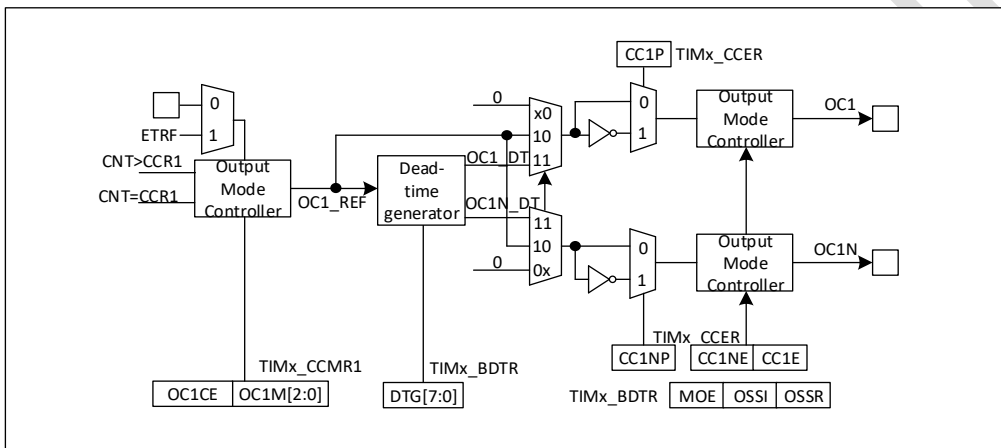 CC1P
TIMx_CCER
0
1
ETRF
CNT>CCR1
CNT=CCR1
Output
Mode
Controller
OC1_REF
Dead-
time
generator
OC1_DT
OC1N_DT
0
x0
10
11
11
10
0x
0
0
1
0
1
Output
Mode
Controller
OC1
Output
Mode
Controller
OC1N
TIMx_CCER
CC1NP
CC1NE
CC1E
TIMx_CCMR1
OC1CE
OC1M[2:0]
TIMx_BDTR
DTG[7:0]
TIMx_BDTR
MOE
OSSI
OSSR